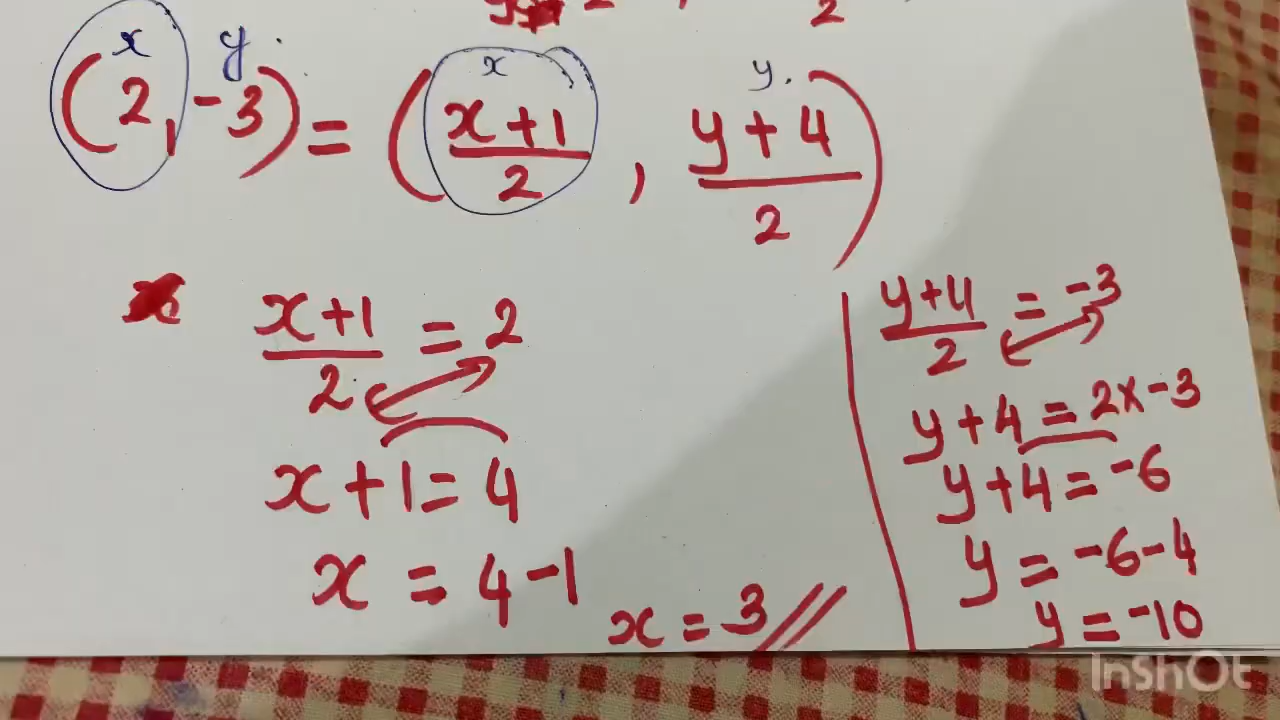 x y.
(2, -3) = (x+1/2, y+4/2)
x y.
x+1/2 = 2
x+1 = 4
x = 4-1
x = 3
y+4/2 = -3
y+4 = 2x-3
y+4 = -6
y = -6-4
y = -10
InShOt